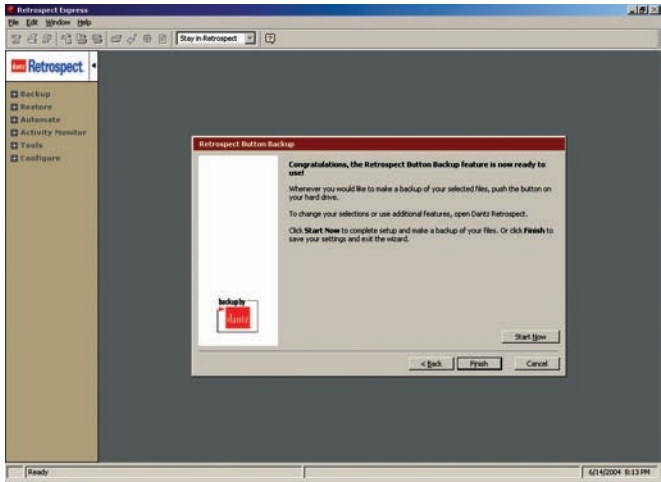 Retrospect Express
File Edit Window Help
Stay in Retrospect
dantz Retrospect
Backup
Restore
Automate
Activity Monitor
Tools
Configure
Retrospect Button Backup
Congratulations, the Retrospect Button Backup feature is now ready to
use!
Whenever you would like to make a backup of your selected files, push the button on
your hard drive.
To change your selections or use additional features, open Dantz Retrospect.
Click Start Now to complete setup and make a backup of your files. Or click Finish to
save your settings and exit the wizard.
backup by
dantz
Start Now
< Back Finish Cancel
Ready 6/14/2004 8:13 PM